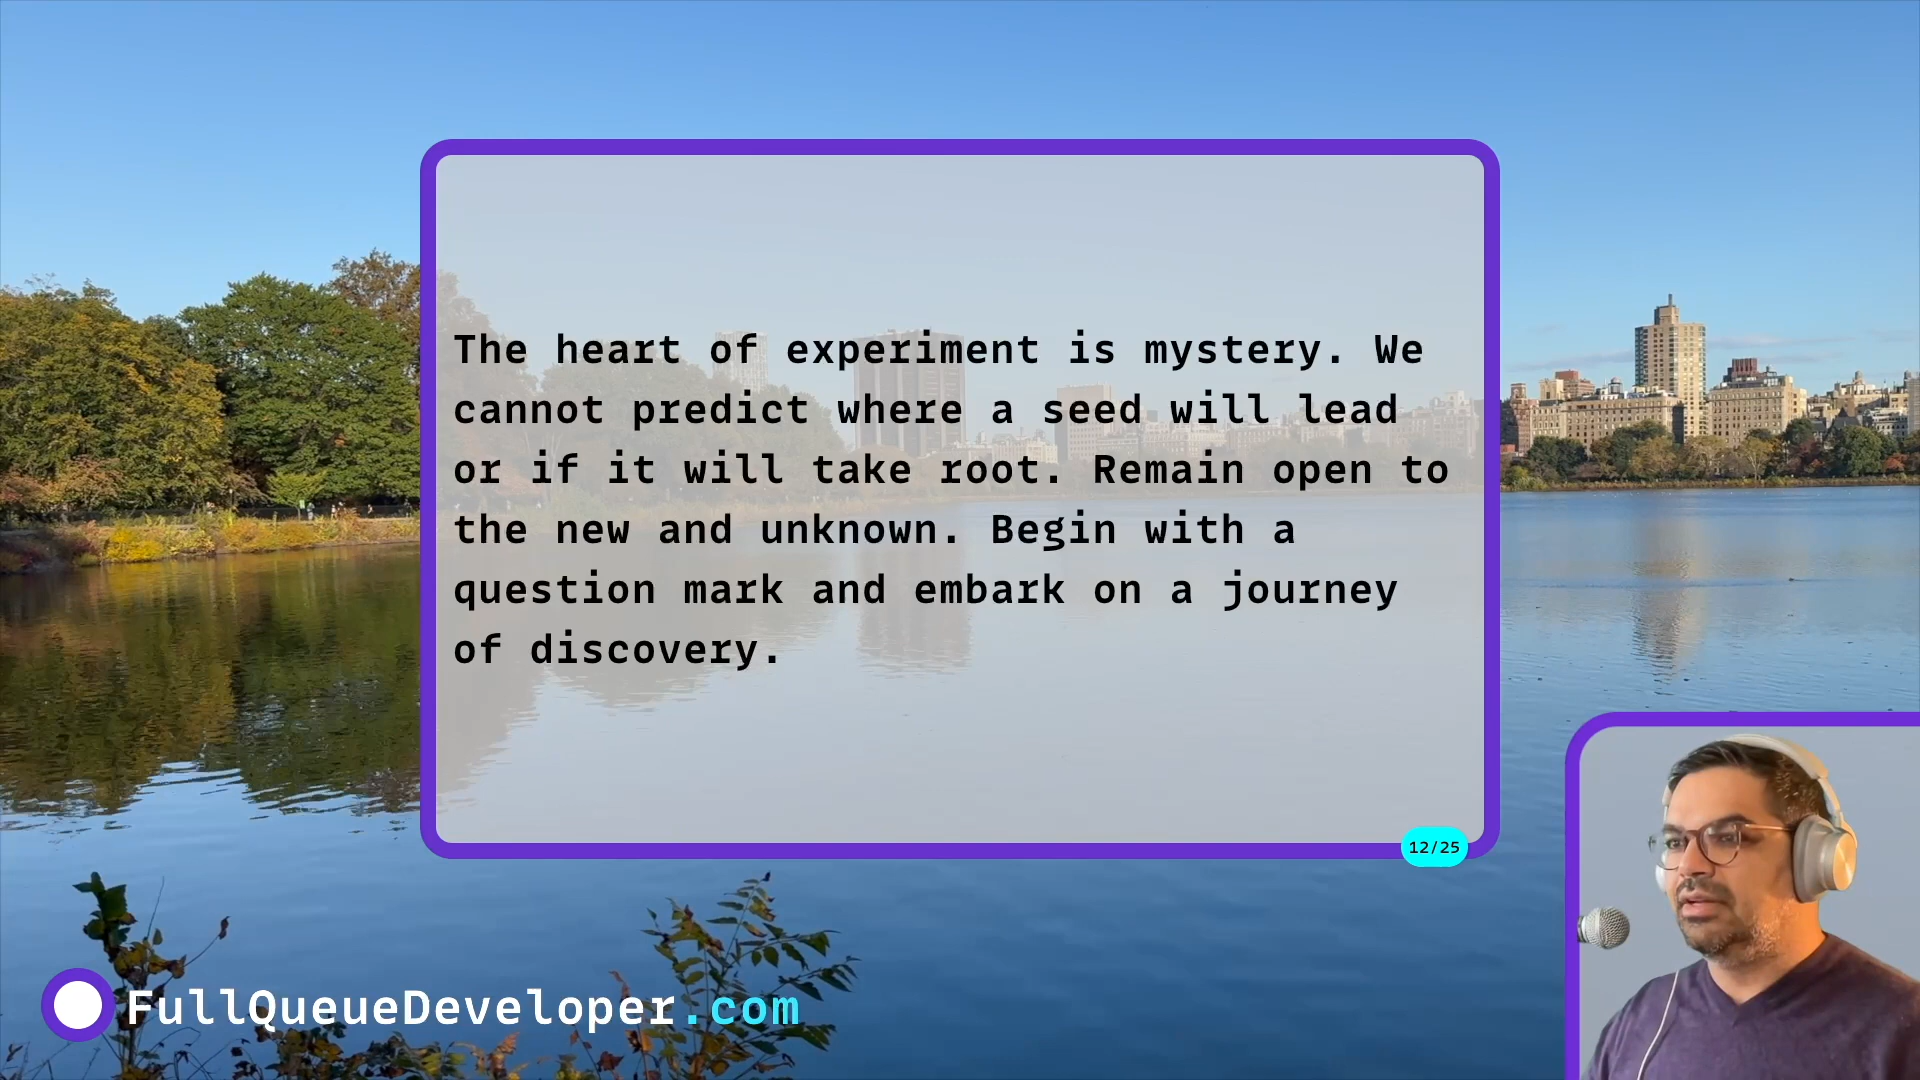 The heart of experiment is mystery. We
cannot predict where a seed will lead
or if it will take root. Remain open to
the new and unknown. Begin with a
question mark and embark on a journey
of discovery.
12/25
FullQueueDeveloper.com